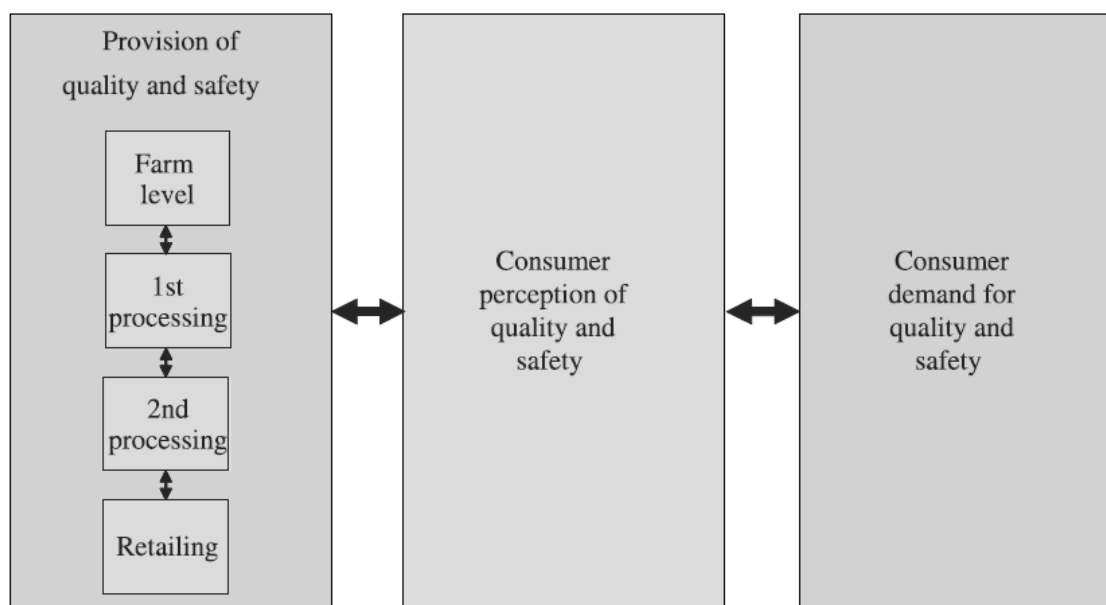 Provision of
quality and safety
Farm
level
1st
processing
2nd
processing
Retailing
Consumer
perception of
quality and
safety
Consumer
demand for
quality and
safety